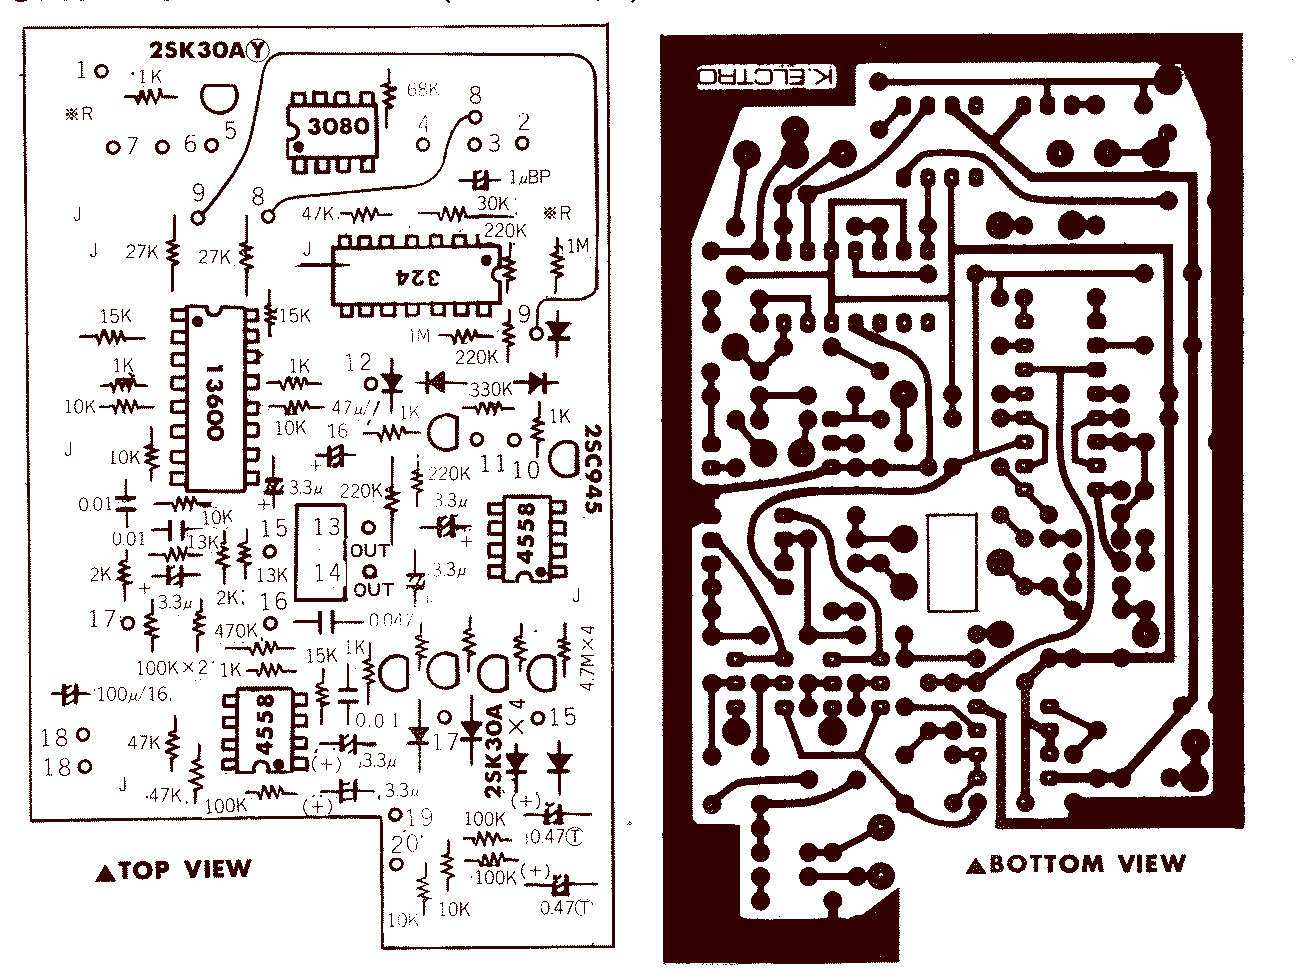 2SK30AⓎ
1
1K
※R
7
6
5
3080
68K
8
4
3
2
1μBP
9
8
47K
30K
※R
J
J
27K
27K
J
220K
1M
324
15K
15K
1M
9
220K
1K
13600
1K
12
330K
10K
47μ/
16
10K
1K
1K
J
10K
11
10
2SC945
0.01
3.3μ
220K
220K
3.3μ
10K
15
13
OUT
4558
0.01
13K
14
OUT
3.3μ
2K
13K
3.3μ
2K
16
J
17
470K
0.047
100K×2
1K
15K
1K
4.7M×4
100μ/16
4558
0.01
17
2SK30A
×4
15
18
47K
(+)
3.3μ
18
J
47K
100K
3.3μ
(+)
(+)
19
100K
0.47Ⓣ
20
100K
(+)
10K
10K
0.47Ⓣ
▲TOP VIEW
K.ELCTRO
▲BOTTOM VIEW